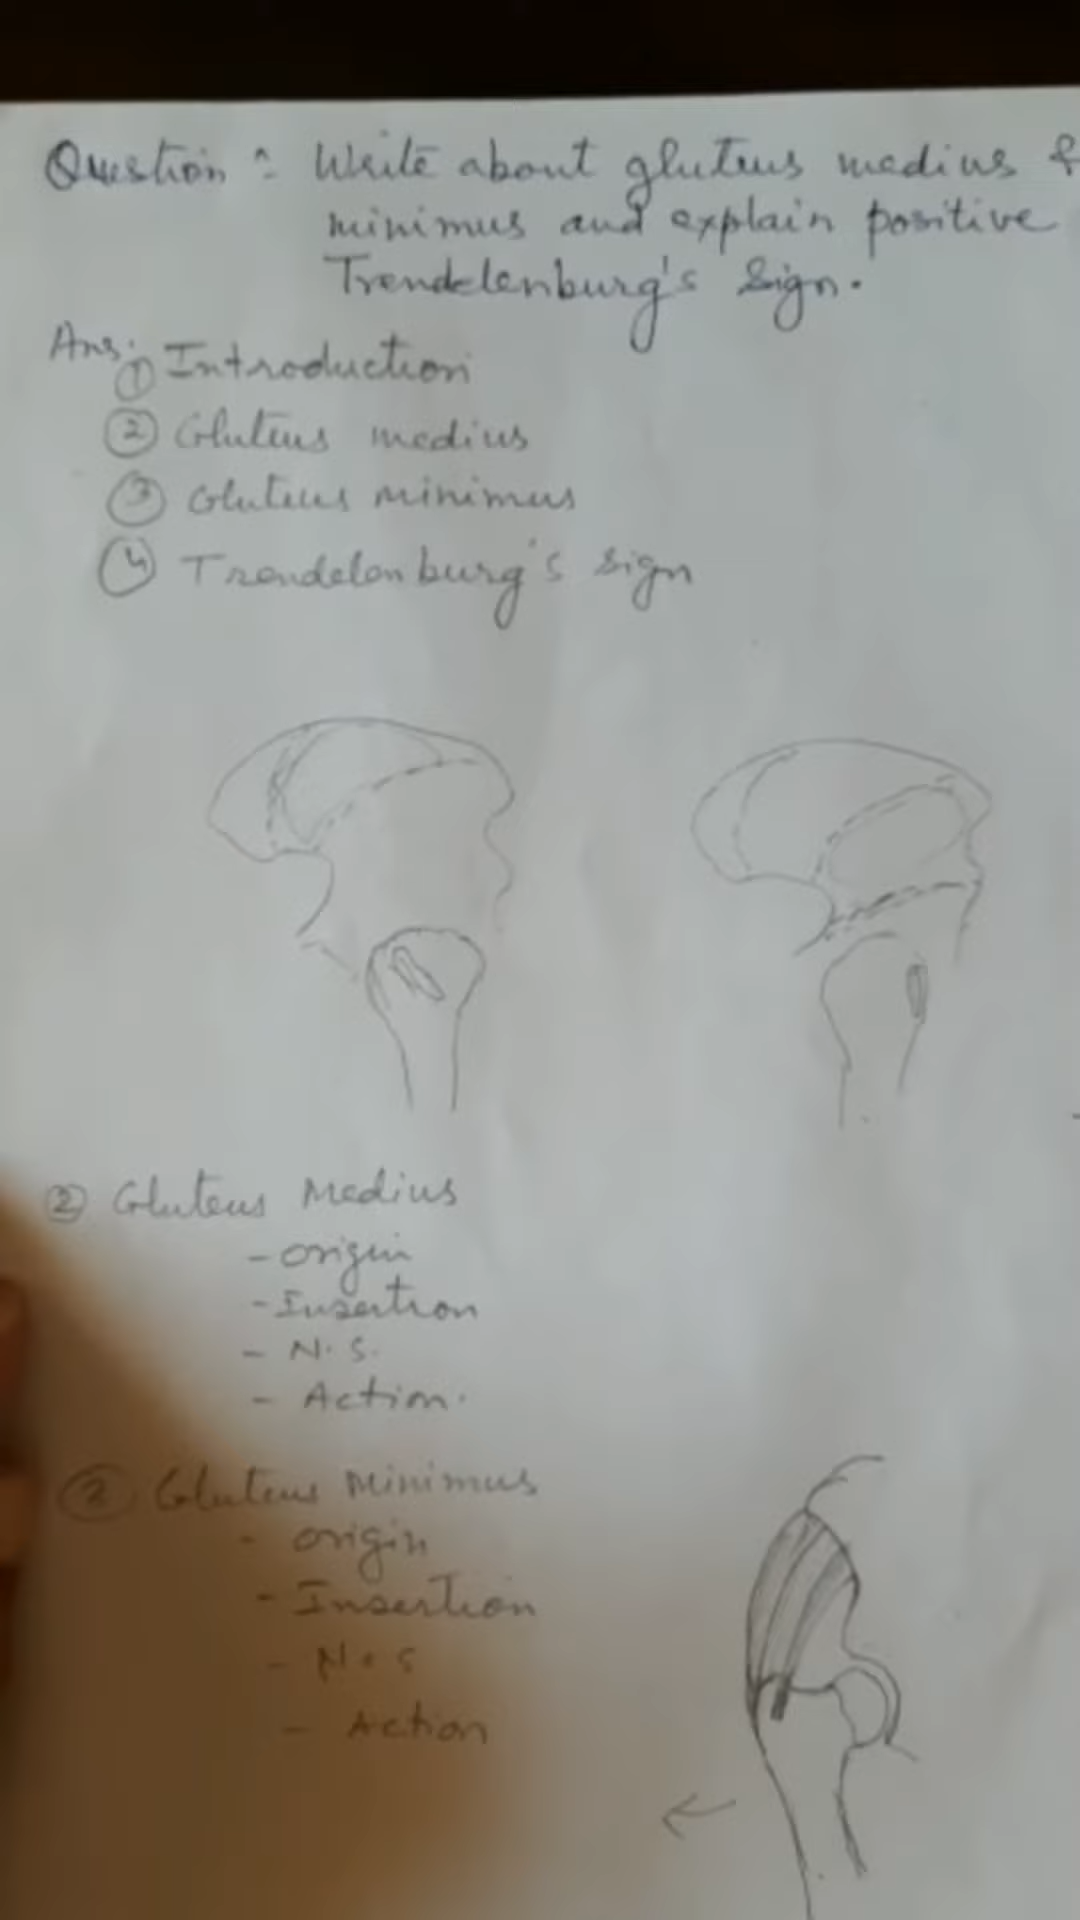 Question : Write about gluteus medius &
minimus and explain positive
Trendelenburg's Sign.
Ans.
① Introduction
② Gluteus medius
③ Gluteus minimus
④ Trendelenburg's sign
② Gluteus Medius
- origin
- Insertion
- N. S.
- Action.
② Gluteus Minimus
- origin
- Insertion
- N. S
- Action